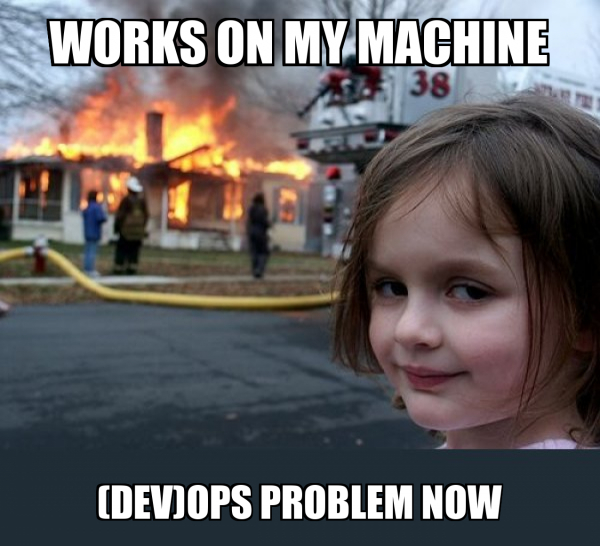 WORKS ON MY MACHINE
38
(DEV)OPS PROBLEM NOW